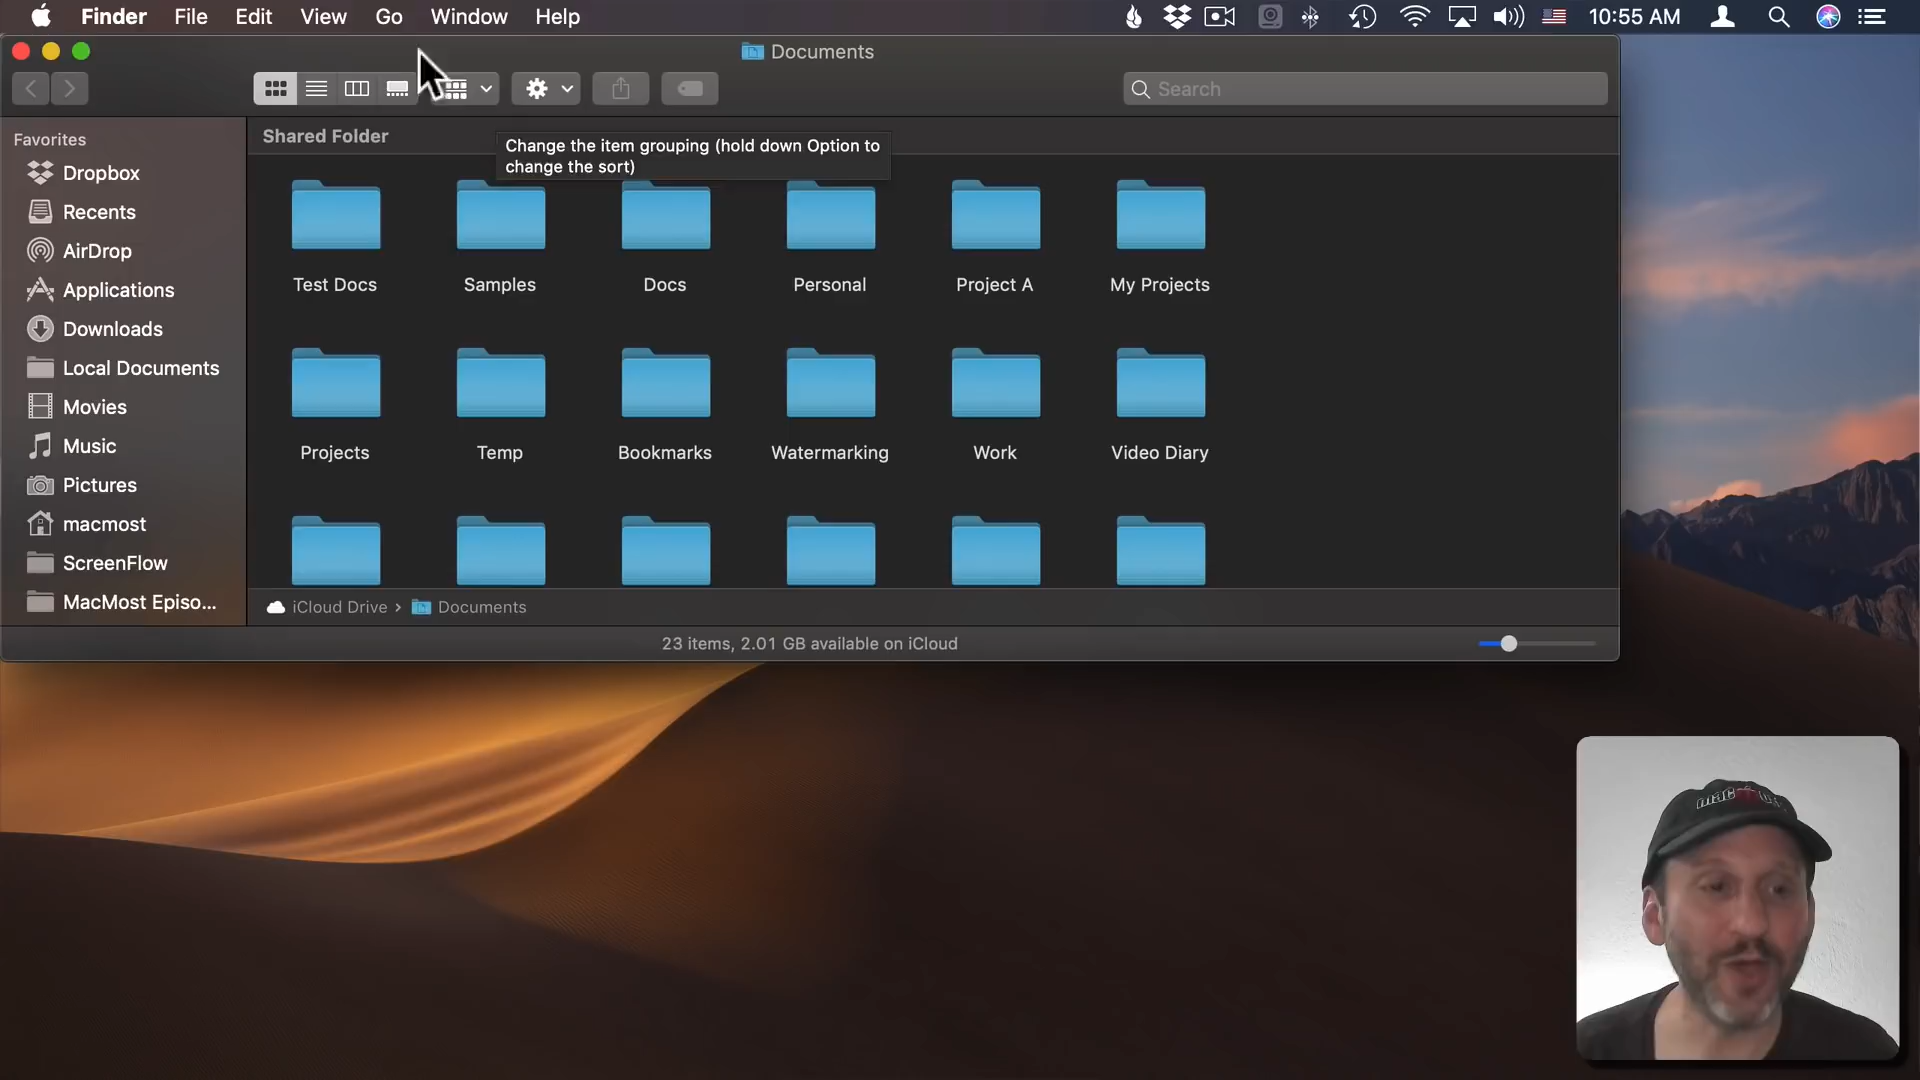 Finder File Edit View Go Window Help 10:55 AM
Documents
Search
Favorites
Dropbox
Recents
AirDrop
Applications
Downloads
Local Documents
Movies
Music
Pictures
macmost
ScreenFlow
MacMost Episo...
Shared Folder
Change the item grouping (hold down Option to
change the sort)
Test Docs Samples Docs Personal Project A My Projects
Projects Temp Bookmarks Watermarking Work Video Diary
iCloud Drive › Documents
23 items, 2.01 GB available on iCloud